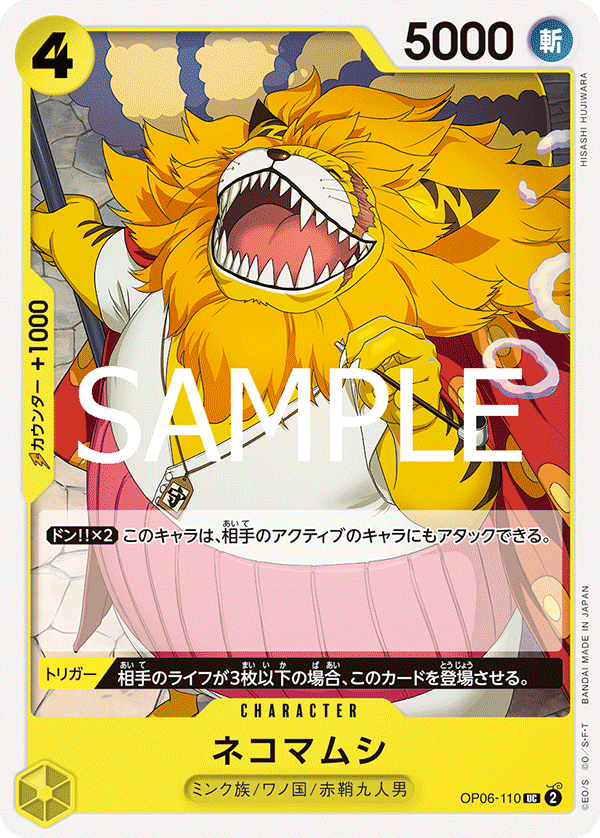 4
5000 斬
HISASHI HUJIWARA
カウンター +1000
SAMPLE
守
ドン!!×2 このキャラは、相手のアクティブのキャラにもアタックできる。
トリガー 相手のライフが3枚以下の場合、このカードを登場させる。
CHARACTER
ネコマムシ
ミンク族/ワノ国/赤鞘九人男
OP06-110 UC 2
©E.O/S ©O/S・F・T BANDAI MADE IN JAPAN